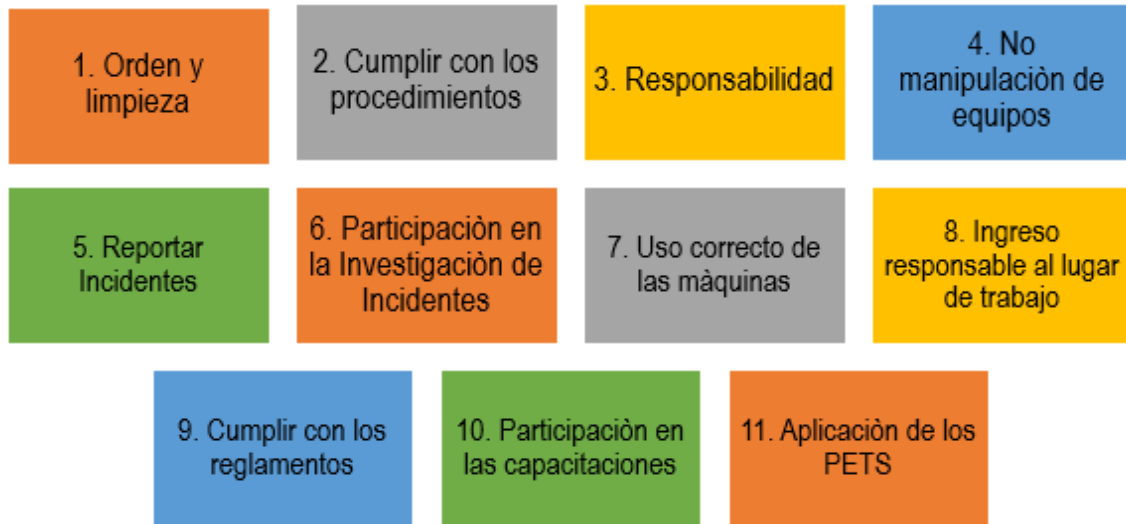 1. Orden y
limpieza
2. Cumplir con los
procedimientos
3. Responsabilidad
4. No
manipulaciòn de
equipos
5. Reportar
Incidentes
6. Participaciòn en
la Investigaciòn de
Incidentes
7. Uso correcto de
las màquinas
8. Ingreso
responsable al lugar
de trabajo
9. Cumplir con los
reglamentos
10. Participaciòn en
las capacitaciones
11. Aplicaciòn de los
PETS